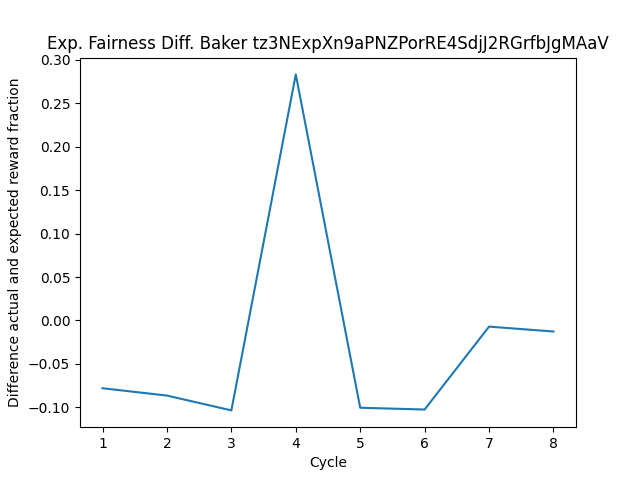 Exp. Fairness Diff. Baker tz3NExpXn9aPNZPorRE4SdjJ2RGrfbJgMAaV
Difference actual and expected reward fraction
0.30
0.25
0.20
0.15
0.10
0.05
0.00
−0.05
−0.10
1 2 3 4 5 6 7 8
Cycle